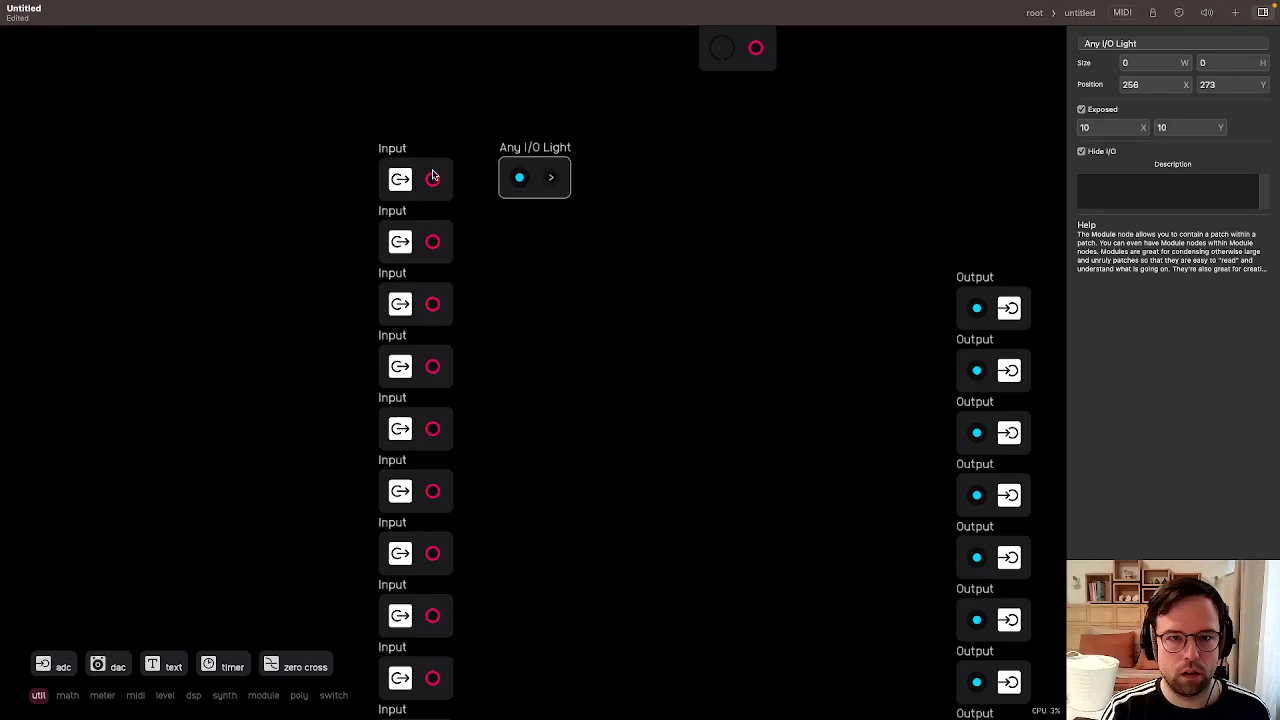 Untitled
Edited
root › untitled MIDI
Any I/O Light
Size 0 W 0 H
Position 256 X 273 Y
Exposed
10 X 10 Y
Hide I/O
Description
Help
The Module node allows you to contain a patch within a
patch. You can even have Module nodes within Module
nodes. Modules are great for condensing otherwise large
and unruly patches so that they are easy to "read" and
understand what is going on. They're also great for creati...
Input
Any I/O Light
>
Input
Input
Input
Input
Input
Input
Input
Input
Input
Output
Output
Output
Output
Output
Output
Output
Output
adc dac T text timer zero cross
util math meter midi level dsp synth module poly switch
CPU: 3%